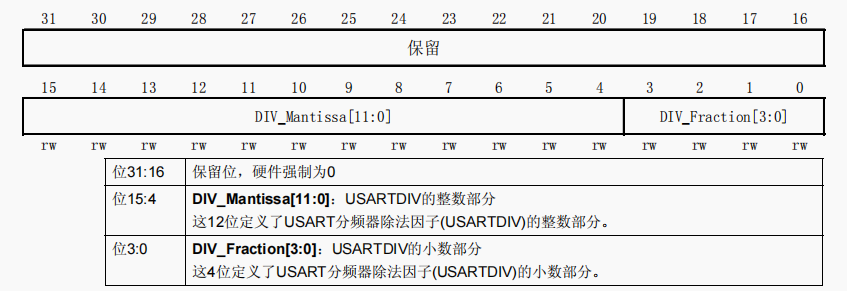 31 30 29 28 27 26 25 24 23 22 21 20 19 18 17 16
保留
15 14 13 12 11 10 9 8 7 6 5 4 3 2 1 0
DIV_Mantissa[11:0] DIV_Fraction[3:0]
rw rw rw rw rw rw rw rw rw rw rw rw rw rw rw rw
位31:16 保留位，硬件强制为0
位15:4 DIV_Mantissa[11:0]：USARTDIV的整数部分
这12位定义了USART分频器除法因子(USARTDIV)的整数部分。
位3:0 DIV_Fraction[3:0]：USARTDIV的小数部分
这4位定义了USART分频器除法因子(USARTDIV)的小数部分。